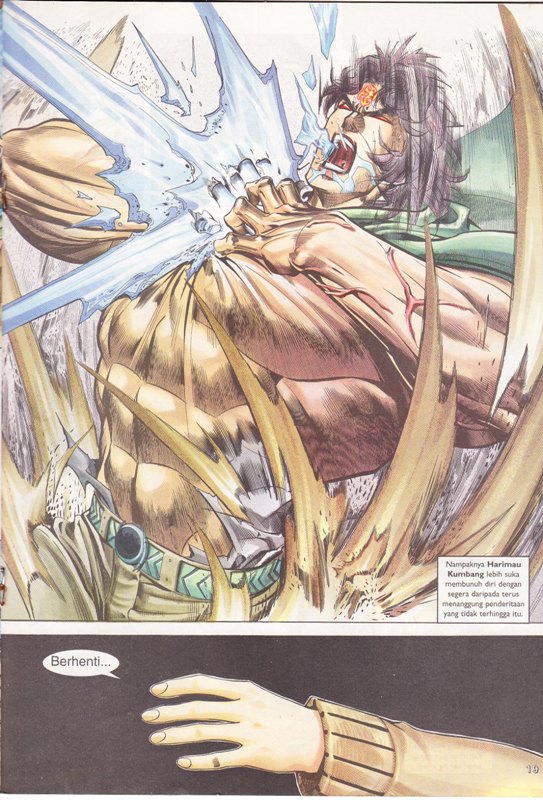 Nampaknya Harimau
Kumbang lebih suka
membunuh diri dengan
segera daripada terus
menanggung penderitaan
yang tidak terhingga itu.
Berhenti...
19